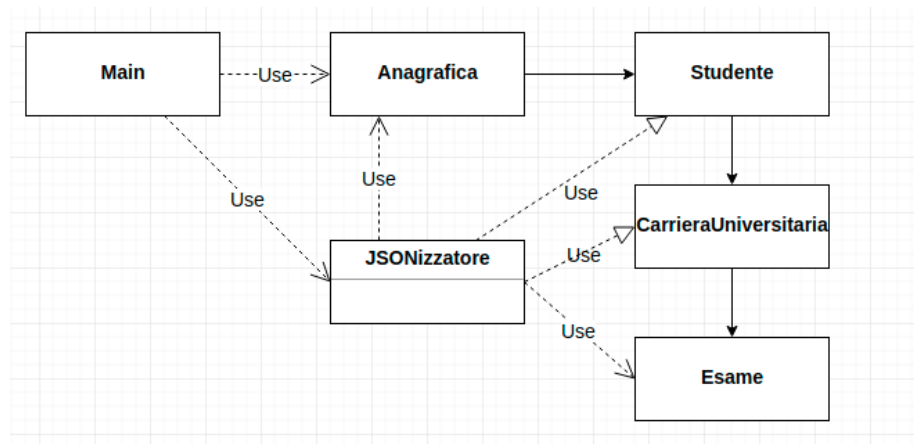 Main
Use
Anagrafica
Studente
Use
Use
Use
CarrieraUniversitaria
JSONizzatore
Use
Use
Esame